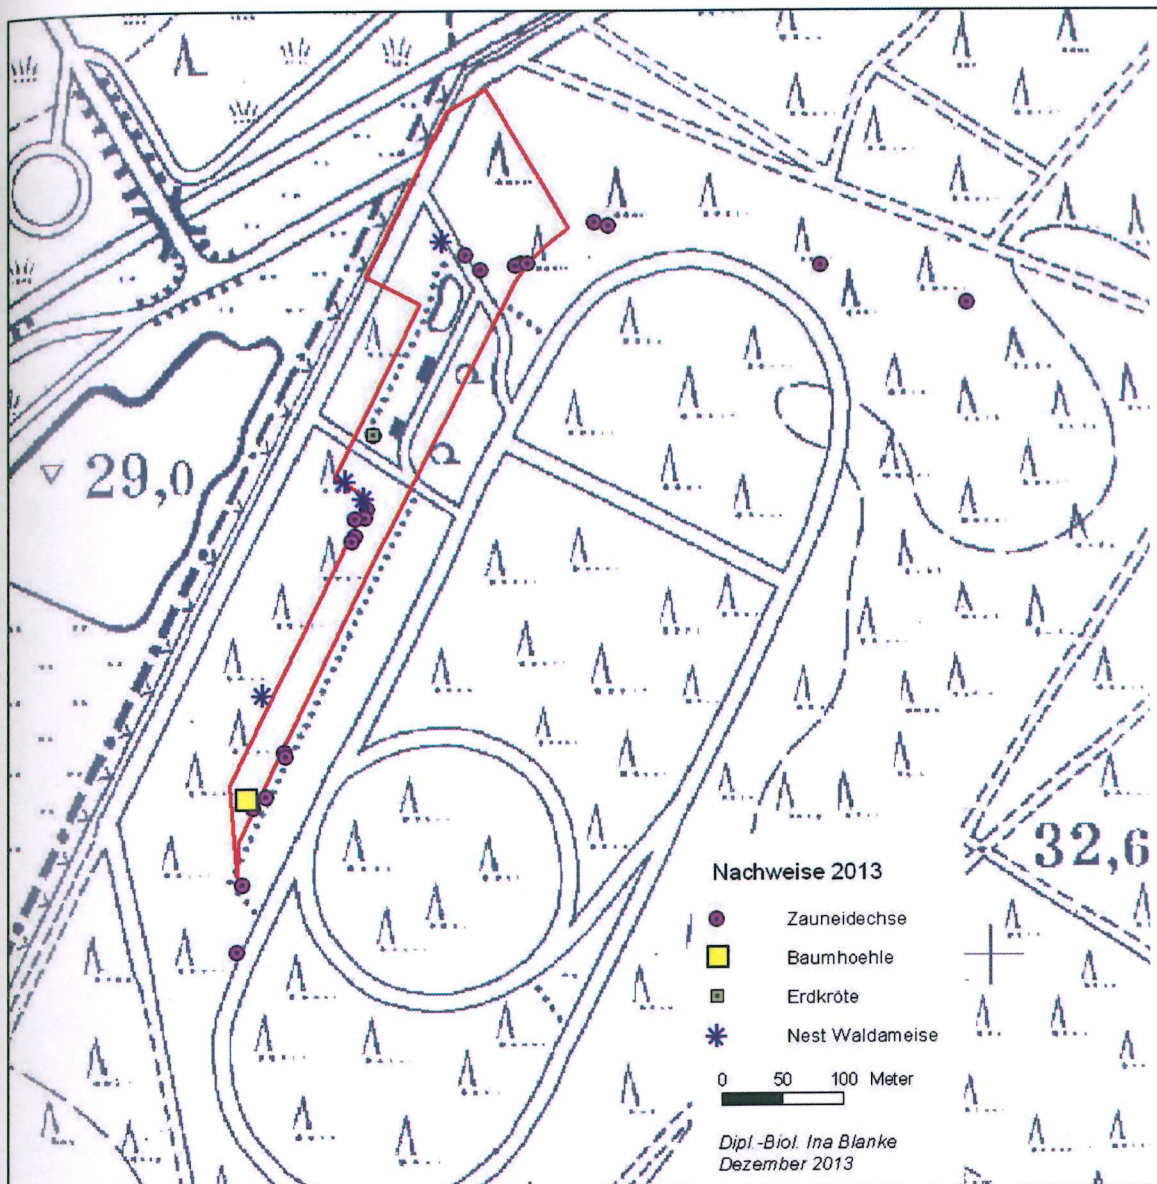 29,0
32,6
Nachweise 2013
Zauneidechse
Baumhoehle
Erdkröte
Nest Waldameise
0 50 100 Meter
Dipl.-Biol. Ina Blanke
Dezember 2013